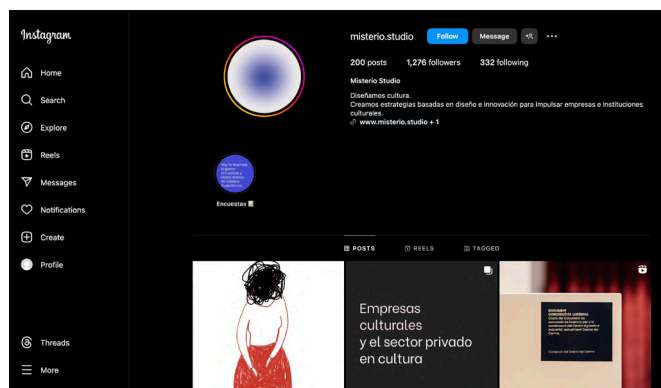 Instagram
Home
Search
Explore
Reels
Messages
Notifications
Create
Profile
Threads
More
misterio.studio Follow Message
200 posts 1,276 followers 332 following
Misterio Studio
Diseñamos cultura.
Creamos estrategias basadas en diseño e innovación para impulsar empresas e instituciones
culturales.
www.misterio.studio + 1
Encuestas
POSTS REELS TAGGED
Empresas
culturales
y el sector privado
en cultura
DOCUMENT